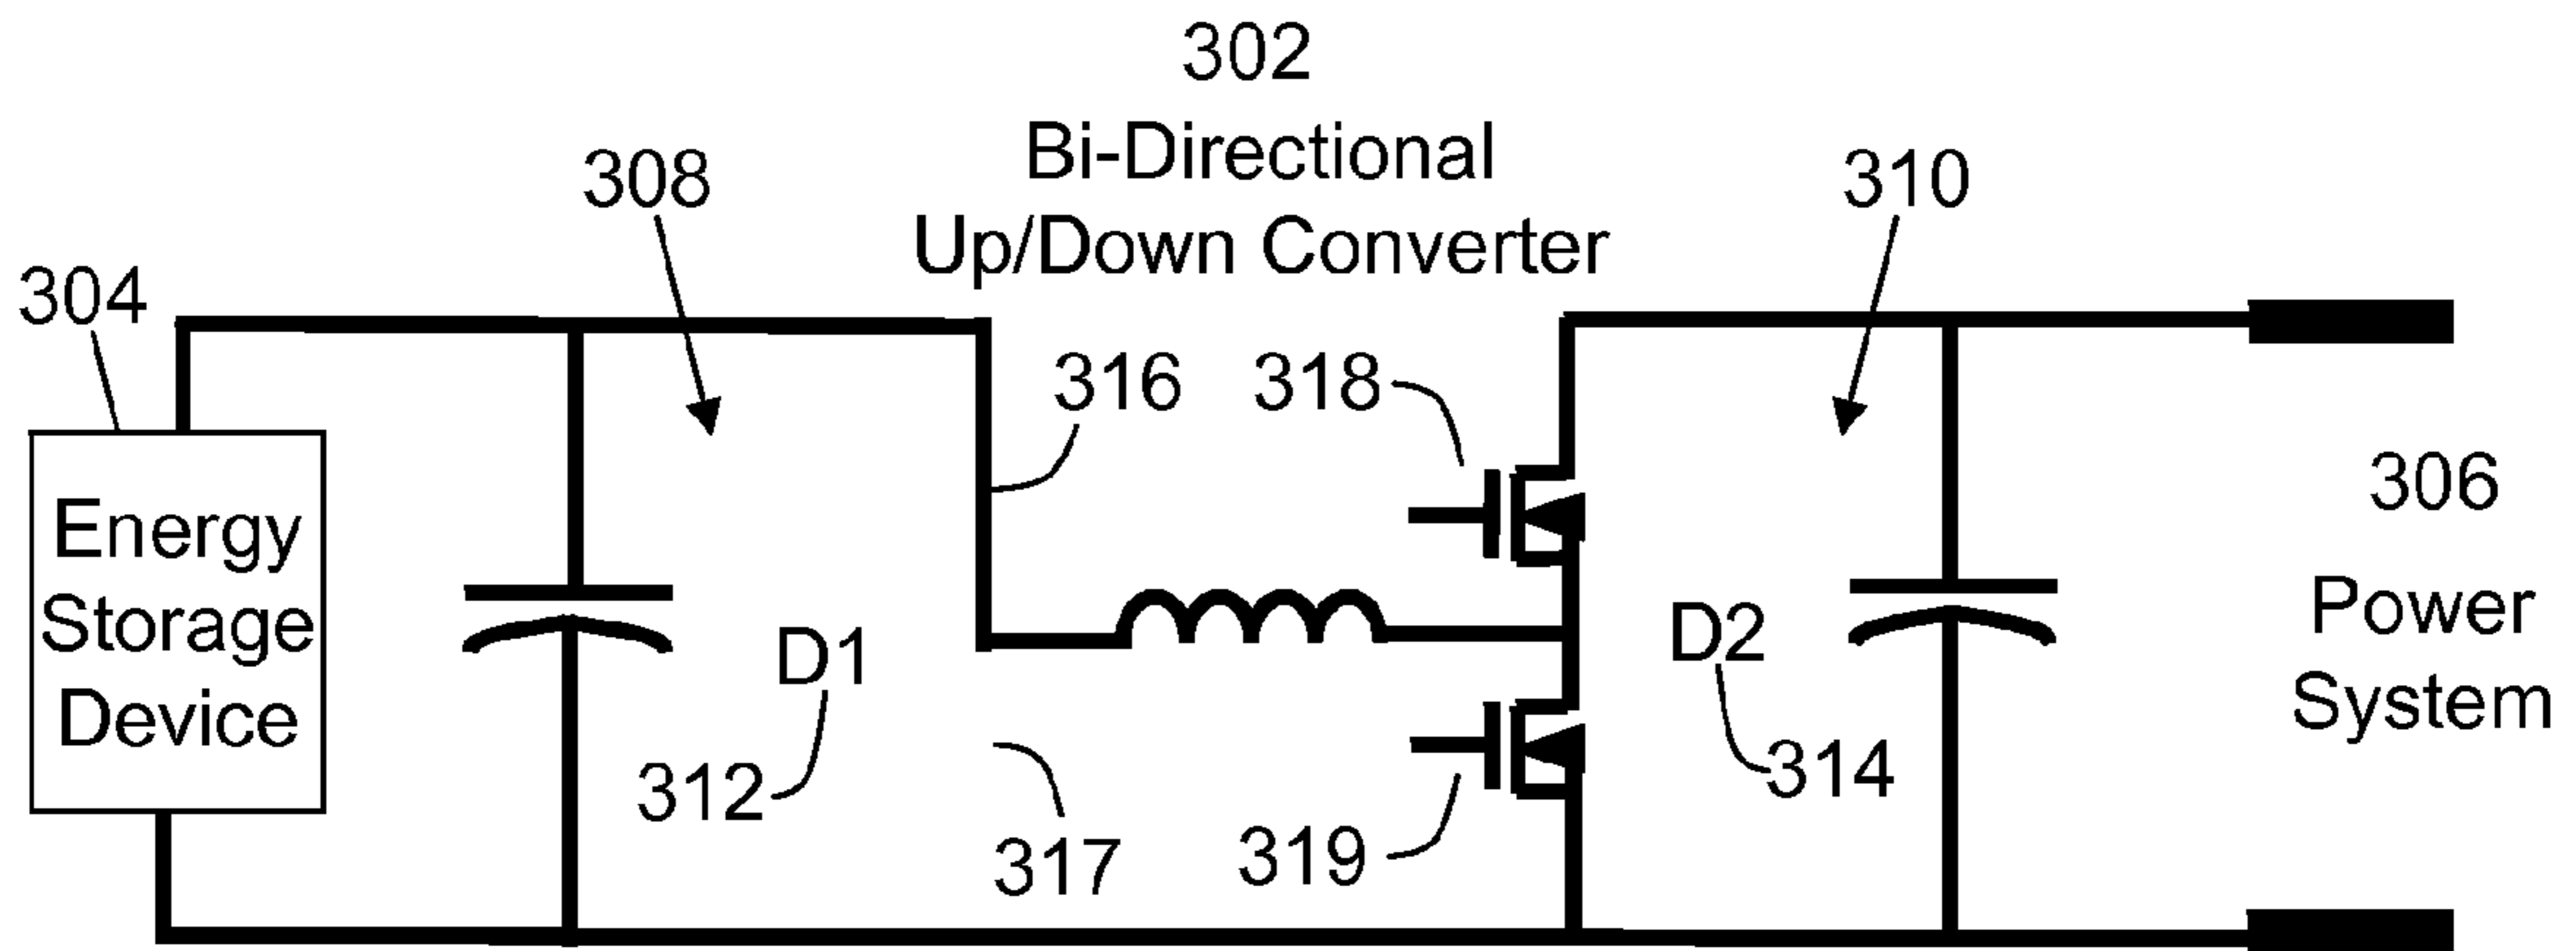 302
Bi-Directional
Up/Down Converter
308
310
304
316
318
306
Power
System
Energy
Storage
Device
D1
D2
312
314
317
319